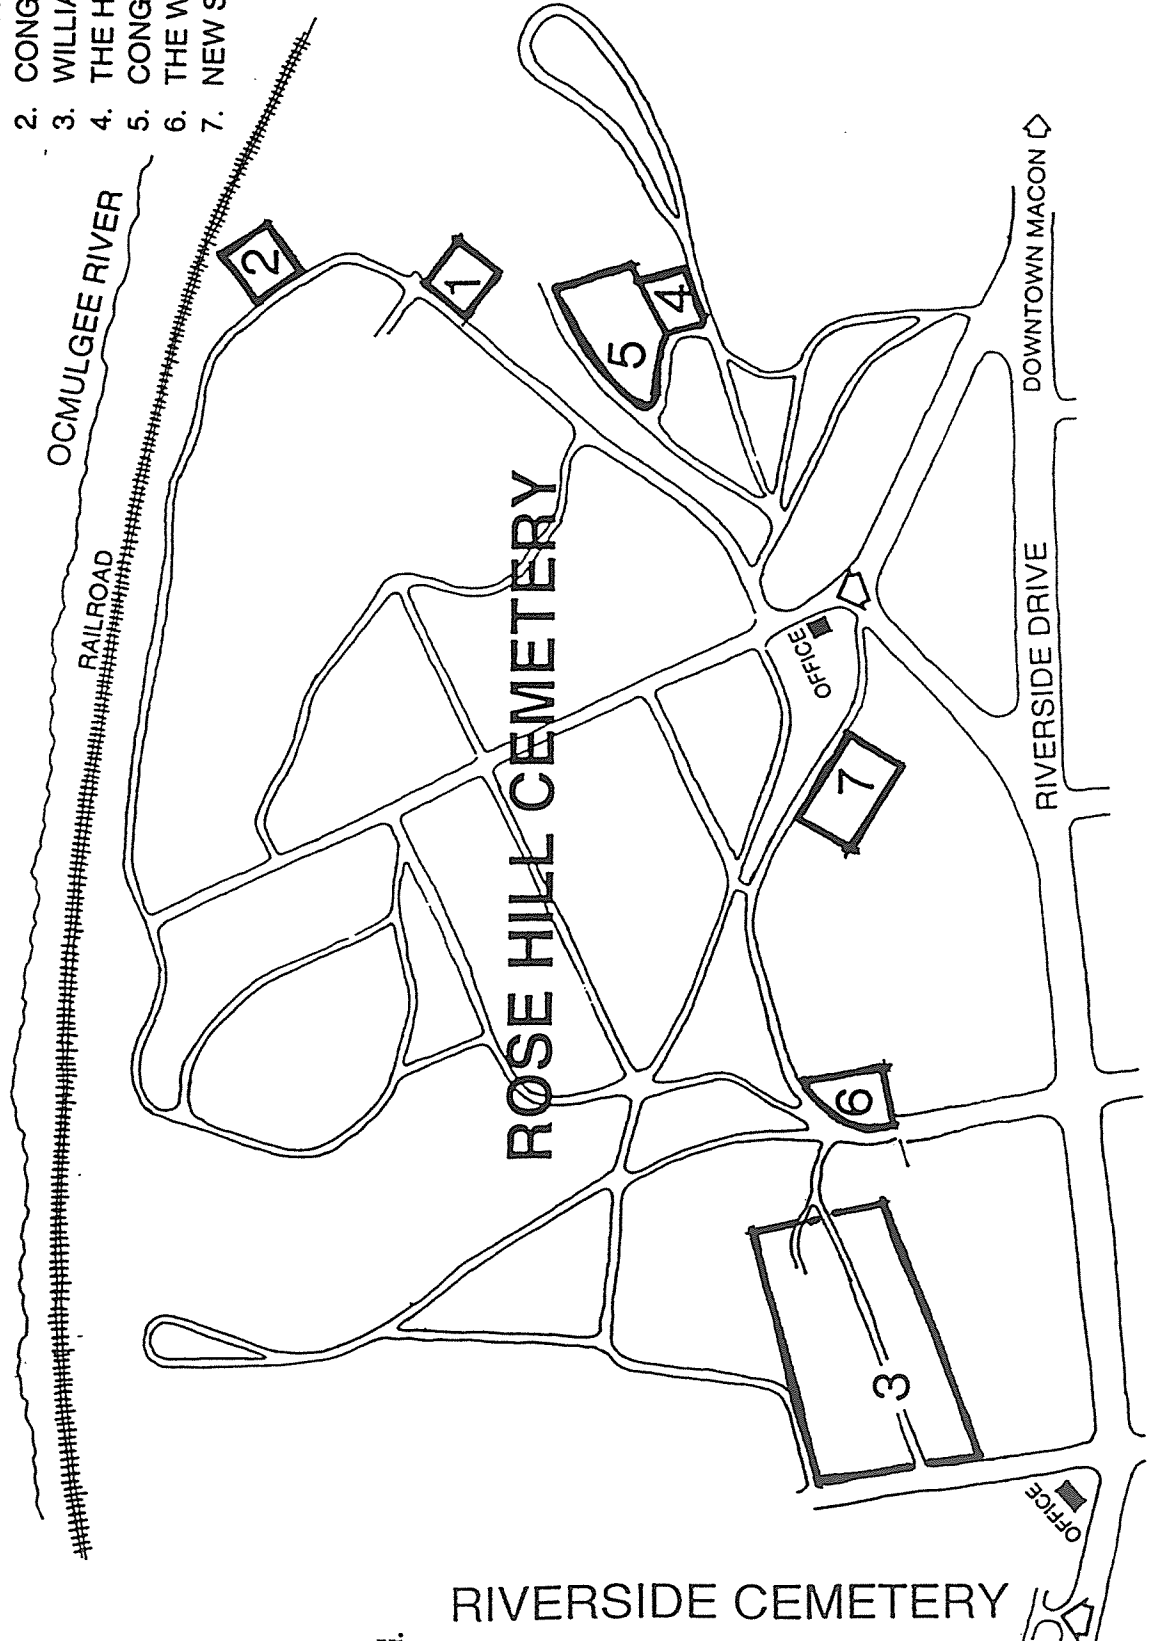 2. CONG
3. WILLIA
4. THE H
5. CONG
6. THE W
7. NEW S
OCMULGEE RIVER
RAILROAD
2
1
5
4
ROSE HILL CEMETERY
OFFICE
7
6
3
DOWNTOWN MACON
RIVERSIDE DRIVE
OFFICE
RIVERSIDE CEMETERY